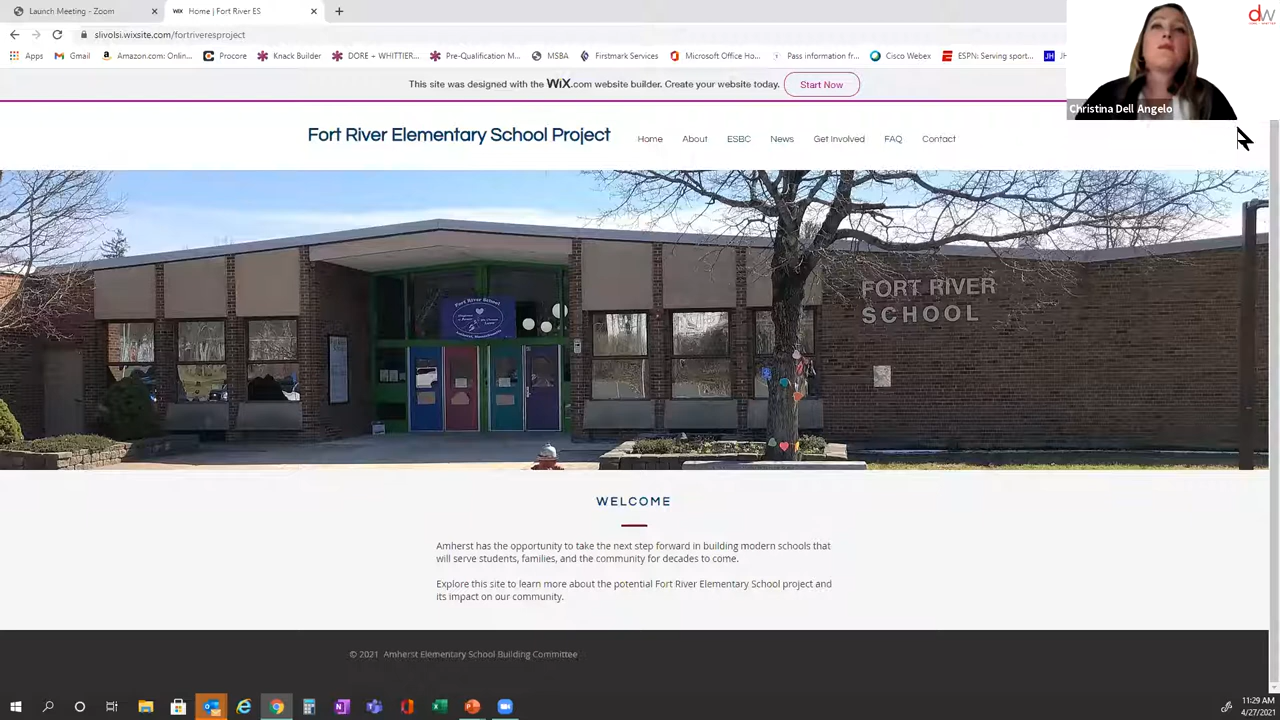 Launch Meeting - Zoom
Home | Fort River ES
slivolsi.wixsite.com/fortriveresproject
dw
Apps
Gmail
Amazon.com: Onlin...
Procore
Knack Builder
DORE + WHITTIER...
Pre-Qualification M...
MSBA
Firstmark Services
Microsoft Office Ho...
Pass information fr...
Cisco Webex
ESPN: Serving sport...
JH
This site was designed with the WiX.com website builder. Create your website today.
Start Now
Christina Dell Angelo
Fort River Elementary School Project
Home
About
ESBC
News
Get Involved
FAQ
Contact
FORT RIVER
SCHOOL
Fort River School
WELCOME
Amherst has the opportunity to take the next step forward in building modern schools that
will serve students, families, and the community for decades to come.
Explore this site to learn more about the potential Fort River Elementary School project and
its impact on our community.
© 2021 Amherst Elementary School Building Committee
11:29 AM
4/27/2021